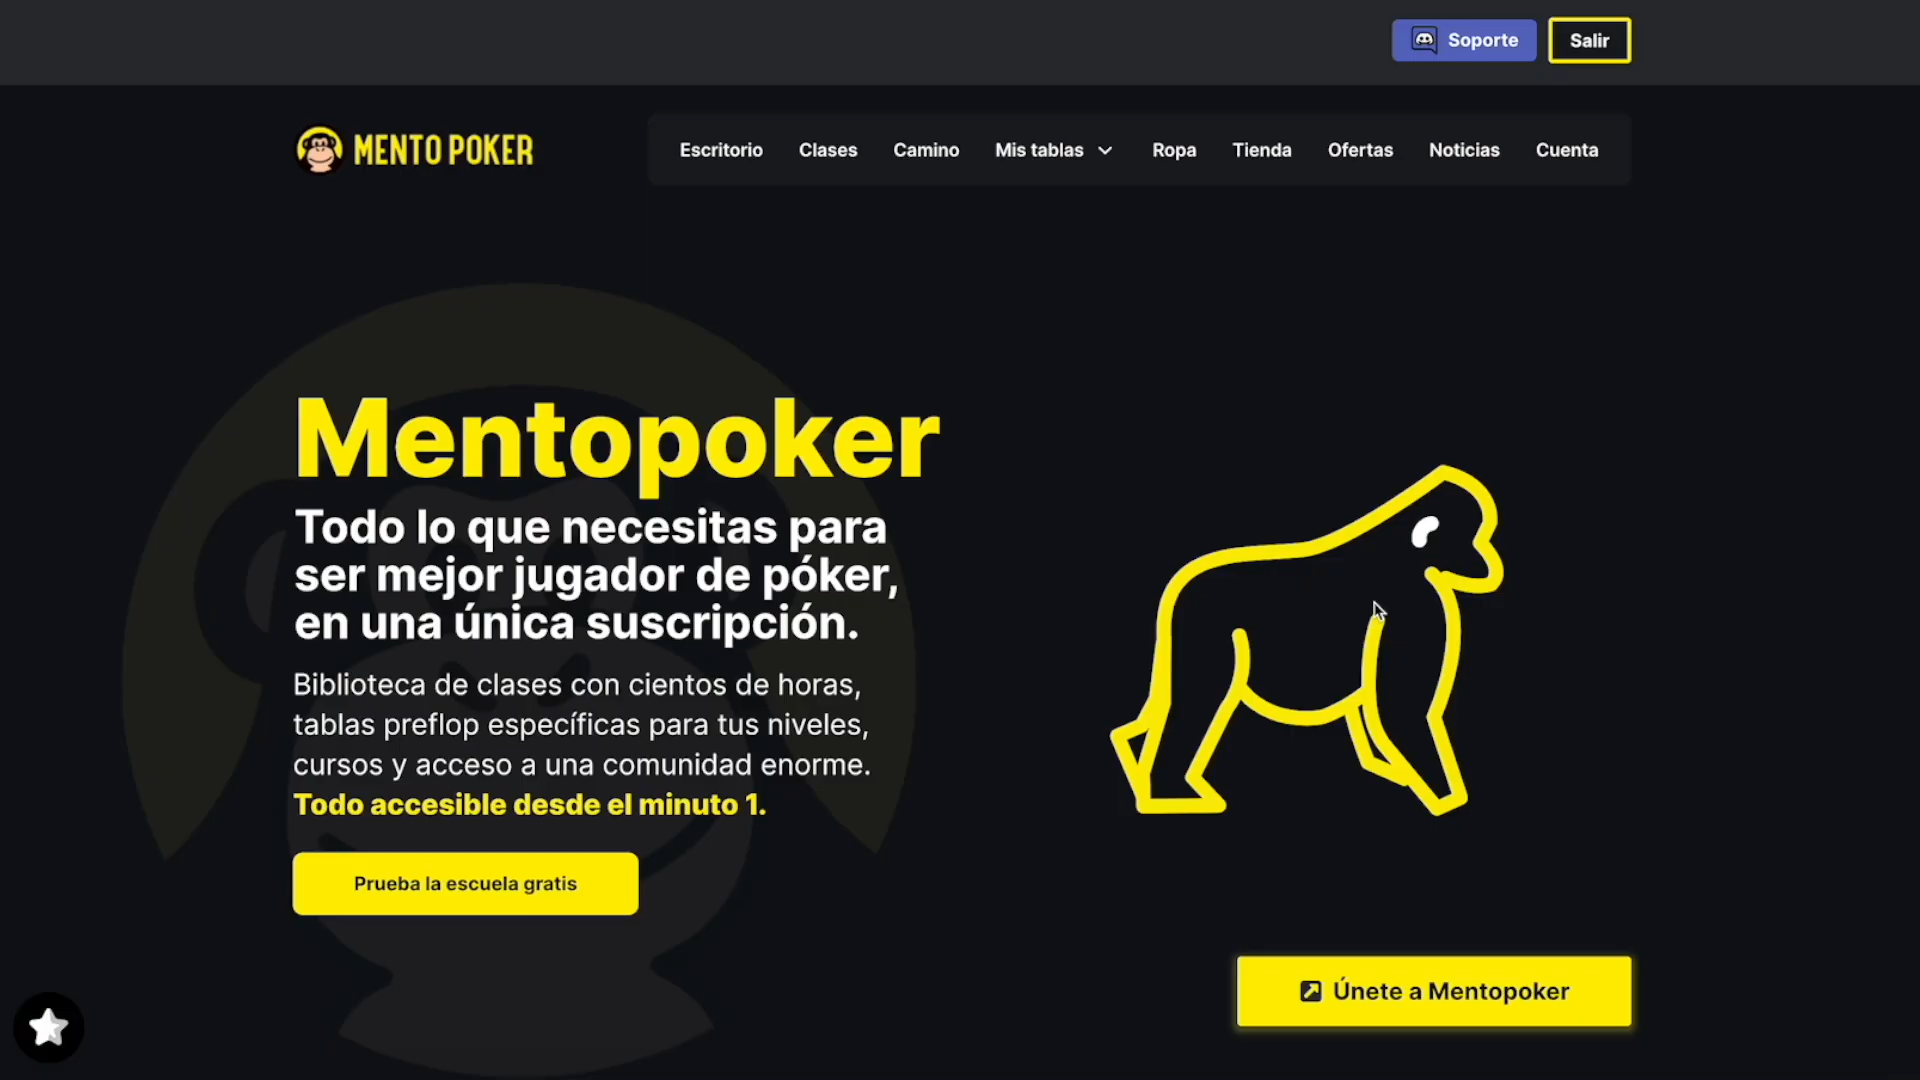 Soporte
Salir
MENTO POKER
Escritorio
Clases
Camino
Mis tablas
Ropa
Tienda
Ofertas
Noticias
Cuenta
Mentopoker
Todo lo que necesitas para
ser mejor jugador de póker,
en una única suscripción.
Biblioteca de clases con cientos de horas,
tablas preflop específicas para tus niveles,
cursos y acceso a una comunidad enorme.
Todo accesible desde el minuto 1.
Prueba la escuela gratis
Únete a Mentopoker